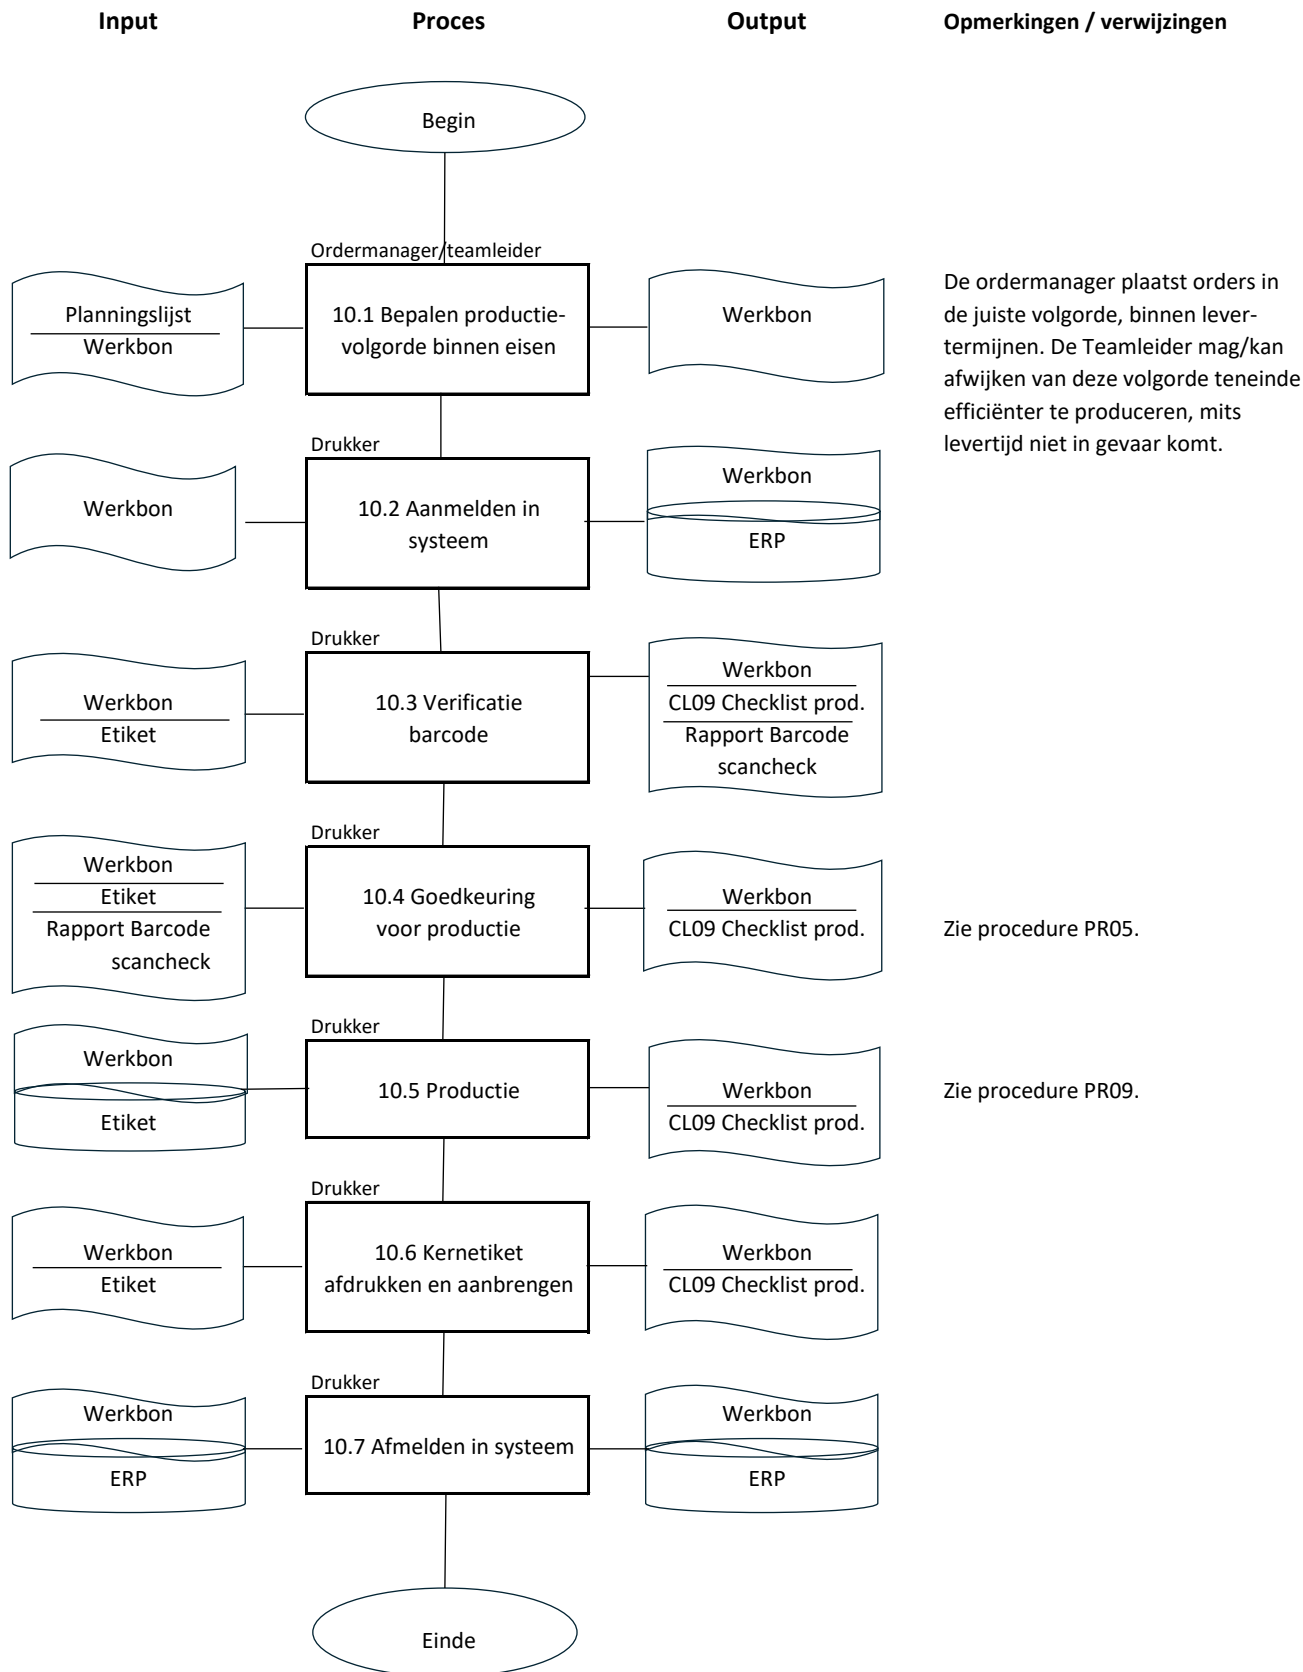 Input
Proces
Output
Opmerkingen / verwijzingen
Begin
Ordermanager/teamleider
Planningslijst
Werkbon
10.1 Bepalen productie-
volgorde binnen eisen
Werkbon
De ordermanager plaatst orders in
de juiste volgorde, binnen lever-
termijnen. De Teamleider mag/kan
afwijken van deze volgorde teneinde
efficiënter te produceren, mits
levertijd niet in gevaar komt.
Drukker
Werkbon
10.2 Aanmelden in
systeem
Werkbon
ERP
Drukker
Werkbon
Etiket
10.3 Verificatie
barcode
Werkbon
CL09 Checklist prod.
Rapport Barcode
scancheck
Drukker
Werkbon
Etiket
Rapport Barcode
scancheck
10.4 Goedkeuring
voor productie
Werkbon
CL09 Checklist prod.
Zie procedure PR05.
Drukker
Werkbon
Etiket
10.5 Productie
Werkbon
CL09 Checklist prod.
Zie procedure PR09.
Drukker
Werkbon
Etiket
10.6 Kernetiket
afdrukken en aanbrengen
Werkbon
CL09 Checklist prod.
Drukker
Werkbon
ERP
10.7 Afmelden in systeem
Werkbon
ERP
Einde